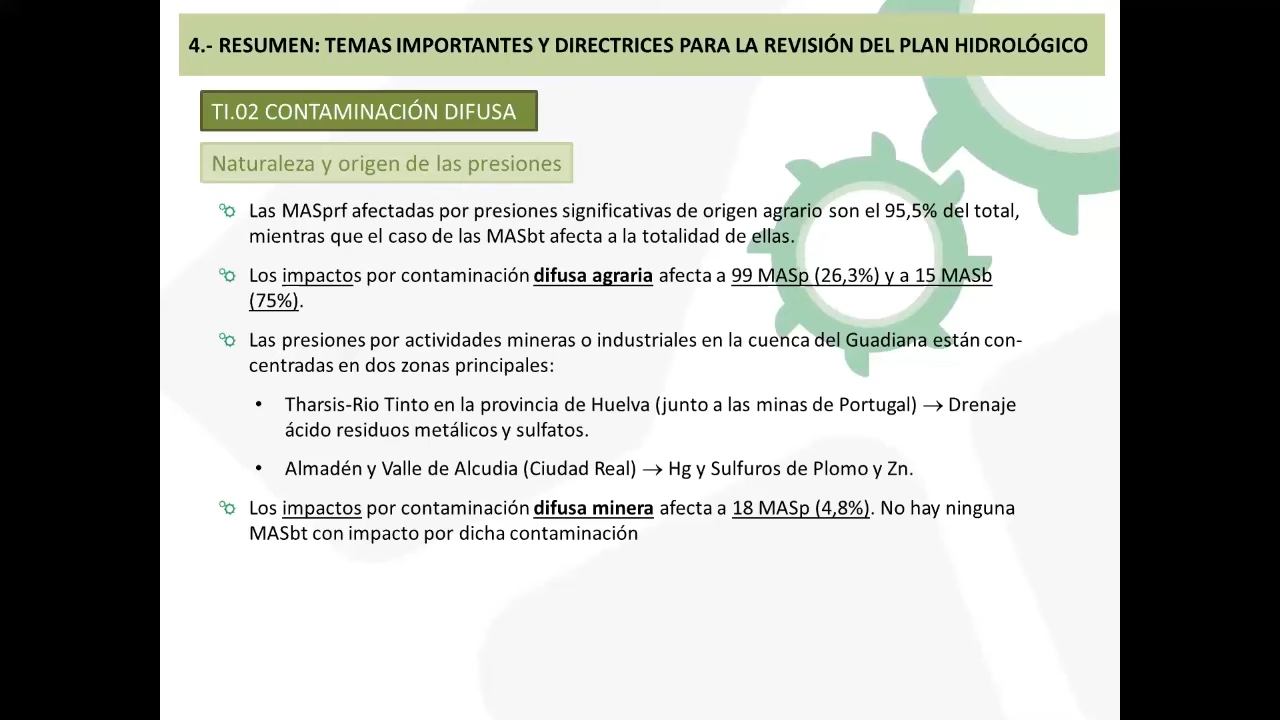 4.- RESUMEN: TEMAS IMPORTANTES Y DIRECTRICES PARA LA REVISIÓN DEL PLAN HIDROLÓGICO
TI.02 CONTAMINACIÓN DIFUSA
Naturaleza y origen de las presiones
Las MASprf afectadas por presiones significativas de origen agrario son el 95,5% del total,
mientras que el caso de las MASbt afecta a la totalidad de ellas.
Los impactos por contaminación difusa agraria afecta a 99 MASp (26,3%) y a 15 MASb
(75%).
Las presiones por actividades mineras o industriales en la cuenca del Guadiana están con-
centradas en dos zonas principales:
• Tharsis-Rio Tinto en la provincia de Huelva (junto a las minas de Portugal) → Drenaje
ácido residuos metálicos y sulfatos.
• Almadén y Valle de Alcudia (Ciudad Real) → Hg y Sulfuros de Plomo y Zn.
Los impactos por contaminación difusa minera afecta a 18 MASp (4,8%). No hay ninguna
MASbt con impacto por dicha contaminación